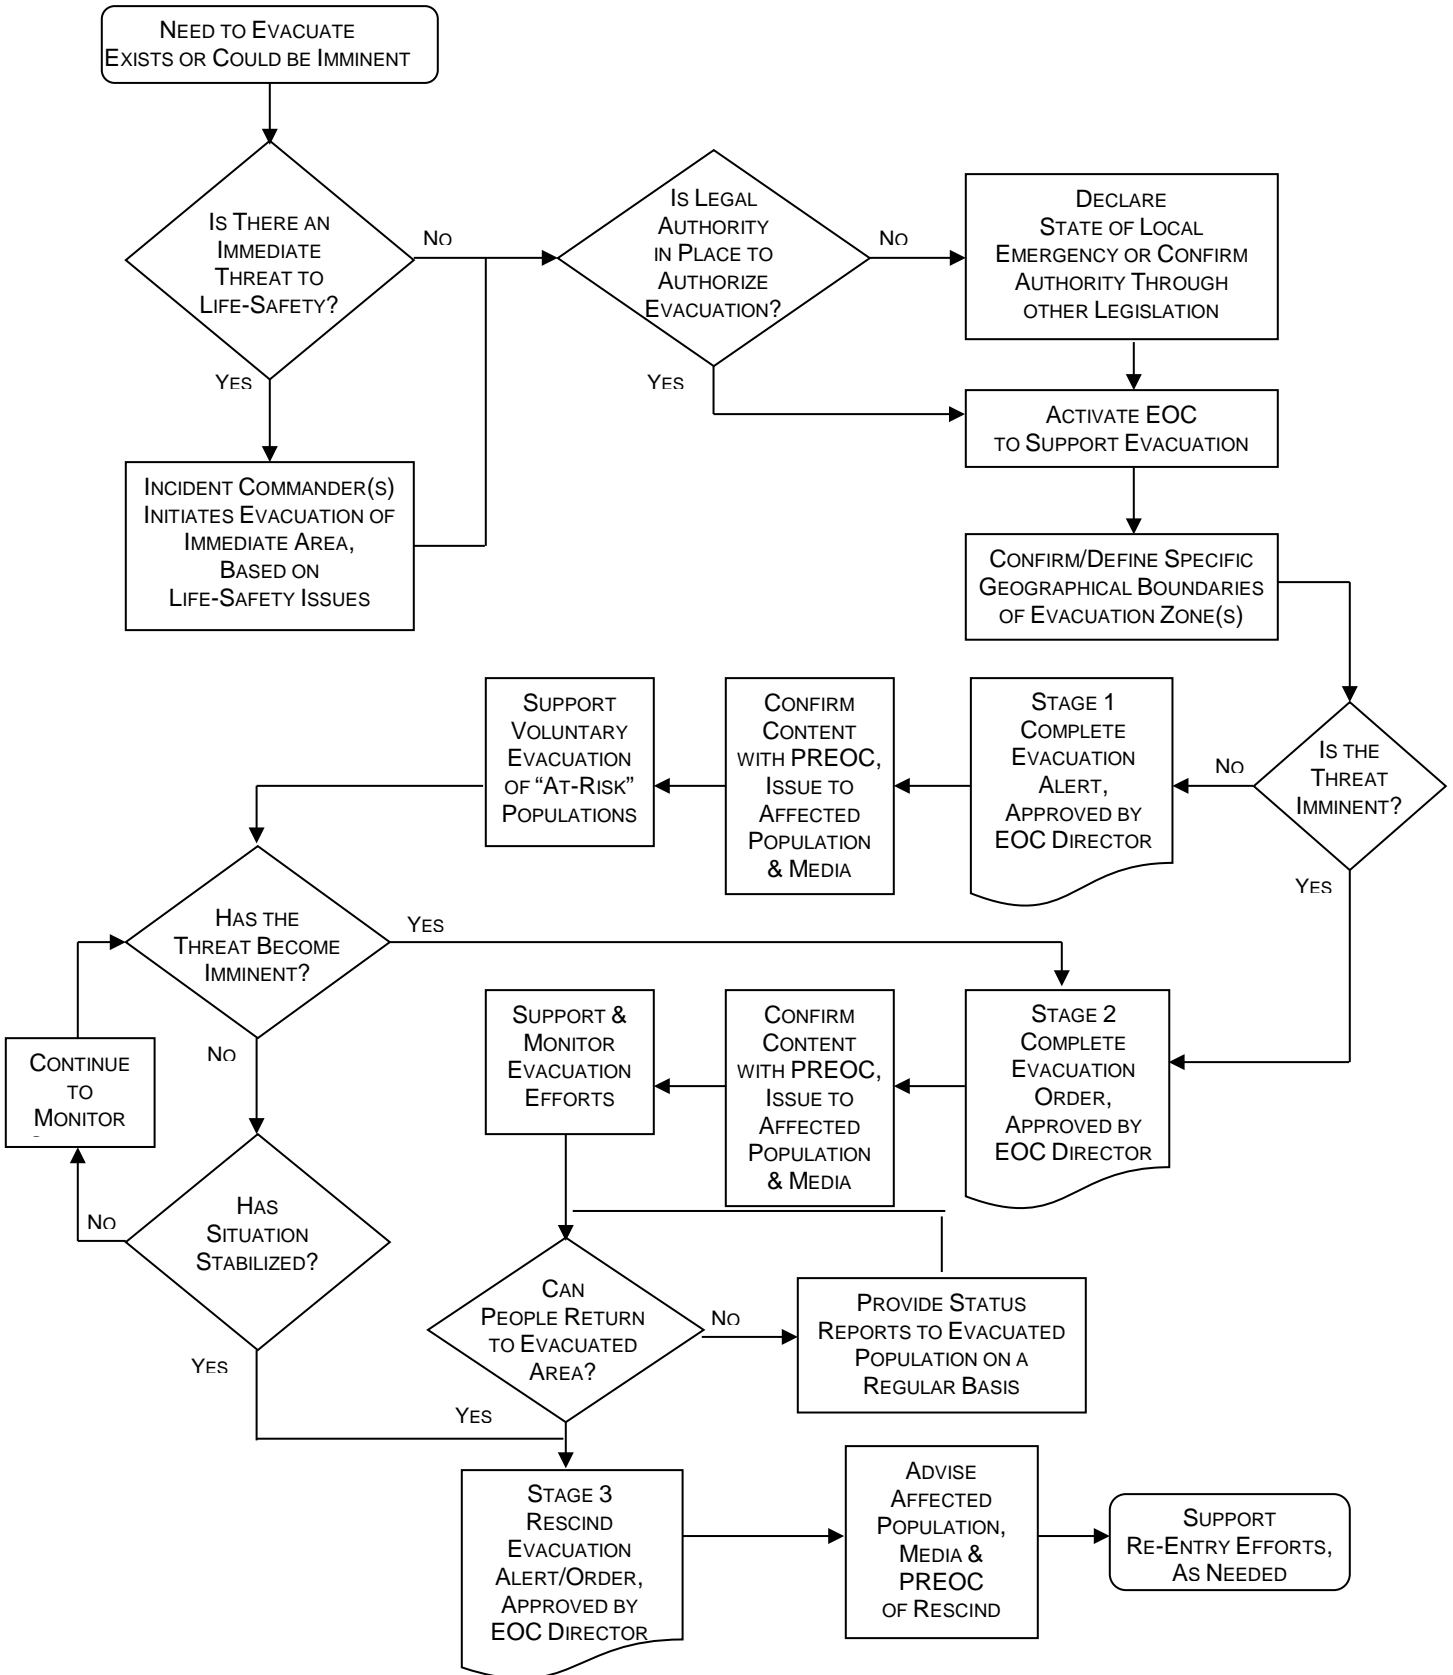 NEED TO EVACUATE
EXISTS OR COULD BE IMMINENT
IS THERE AN
IMMEDIATE
THREAT TO
LIFE-SAFETY?
NO
YES
INCIDENT COMMANDER(S)
INITIATES EVACUATION OF
IMMEDIATE AREA,
BASED ON
LIFE-SAFETY ISSUES
IS LEGAL
AUTHORITY
IN PLACE TO
AUTHORIZE
EVACUATION?
NO
YES
DECLARE
STATE OF LOCAL
EMERGENCY OR CONFIRM
AUTHORITY THROUGH
OTHER LEGISLATION
ACTIVATE EOC
TO SUPPORT EVACUATION
CONFIRM/DEFINE SPECIFIC
GEOGRAPHICAL BOUNDARIES
OF EVACUATION ZONE(S)
IS THE
THREAT
IMMINENT?
NO
YES
STAGE 1
COMPLETE
EVACUATION
ALERT,
APPROVED BY
EOC DIRECTOR
CONFIRM
CONTENT
WITH PREOC,
ISSUE TO
AFFECTED
POPULATION
& MEDIA
SUPPORT
VOLUNTARY
EVACUATION
OF “AT-RISK”
POPULATIONS
HAS THE
THREAT BECOME
IMMINENT?
YES
NO
CONTINUE
TO
MONITOR
HAS
SITUATION
STABILIZED?
NO
YES
STAGE 2
COMPLETE
EVACUATION
ORDER,
APPROVED BY
EOC DIRECTOR
CONFIRM
CONTENT
WITH PREOC,
ISSUE TO
AFFECTED
POPULATION
& MEDIA
SUPPORT &
MONITOR
EVACUATION
EFFORTS
CAN
PEOPLE RETURN
TO EVACUATED
AREA?
NO
YES
PROVIDE STATUS
REPORTS TO EVACUATED
POPULATION ON A
REGULAR BASIS
STAGE 3
RESCIND
EVACUATION
ALERT/ORDER,
APPROVED BY
EOC DIRECTOR
ADVISE
AFFECTED
POPULATION,
MEDIA &
PREOC
OF RESCIND
SUPPORT
RE-ENTRY EFFORTS,
AS NEEDED